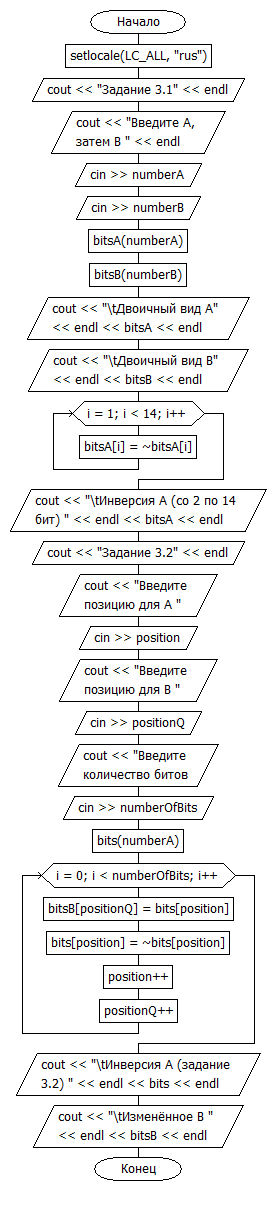 Начало
setlocale(LC_ALL, "rus")
cout << "Задание 3.1" << endl
cout << "Введите А,
затем В " << endl
cin >> numberA
cin >> numberB
bitsA(numberA)
bitsB(numberB)
cout << "\tДвоичный вид А"
<< endl << bitsA << endl
cout << "\tДвоичный вид В"
<< endl << bitsB << endl
i = 1; i < 14; i++
bitsA[i] = ~bitsA[i]
cout << "\tИнверсия А (со 2 по 14
бит) " << endl << bitsA << endl
cout << "Задание 3.2" << endl
cout << "Введите
позицию для А "
cin >> position
cout << "Введите
позицию для В "
cin >> positionQ
cout << "Введите
количество битов
cin >> numberOfBits
bits(numberA)
i = 0; i < numberOfBits; i++
bitsB[positionQ] = bits[position]
bits[position] = ~bits[position]
position++
positionQ++
cout << "\tИнверсия А (задание
3.2) " << endl << bits << endl
cout << "\tИзменённое В "
<< endl << bitsB << endl
Конец